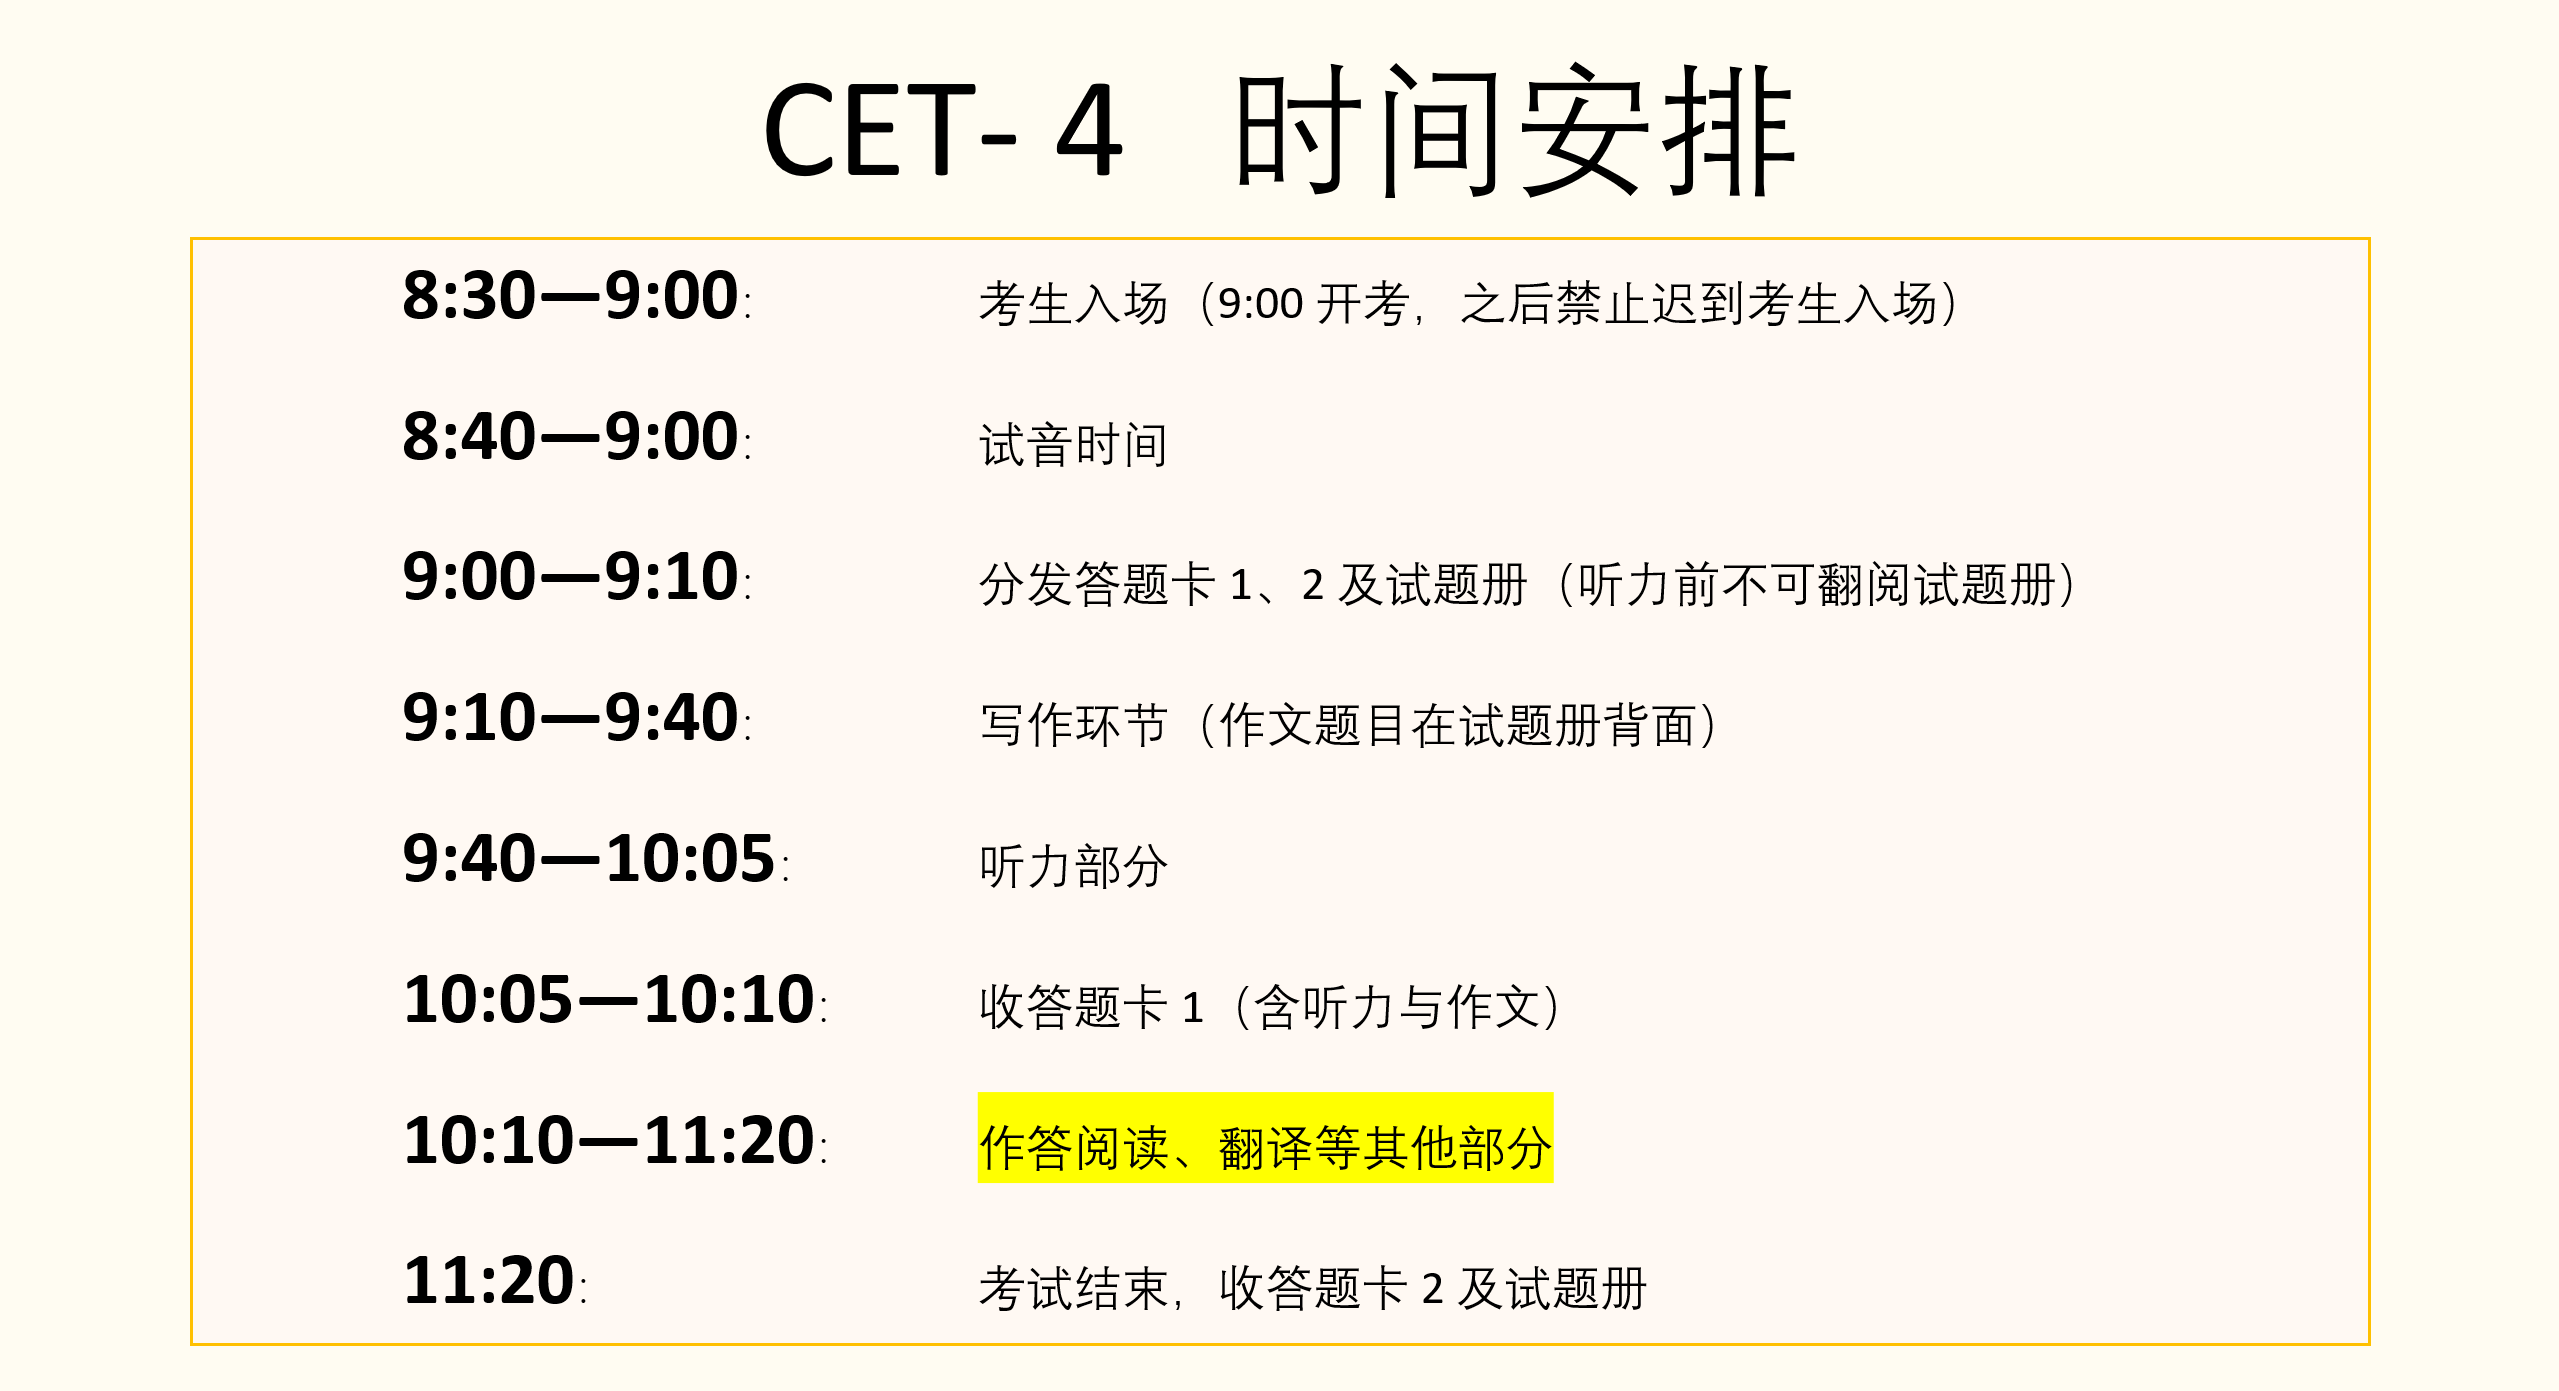 CET- 4 时间安排
8:30—9:00: 考生入场（9:00 开考，之后禁止迟到考生入场）
8:40—9:00: 试音时间
9:00—9:10: 分发答题卡 1、2 及试题册（听力前不可翻阅试题册）
9:10—9:40: 写作环节（作文题目在试题册背面）
9:40—10:05: 听力部分
10:05—10:10: 收答题卡 1（含听力与作文）
10:10—11:20: 作答阅读、翻译等其他部分
11:20: 考试结束，收答题卡 2 及试题册